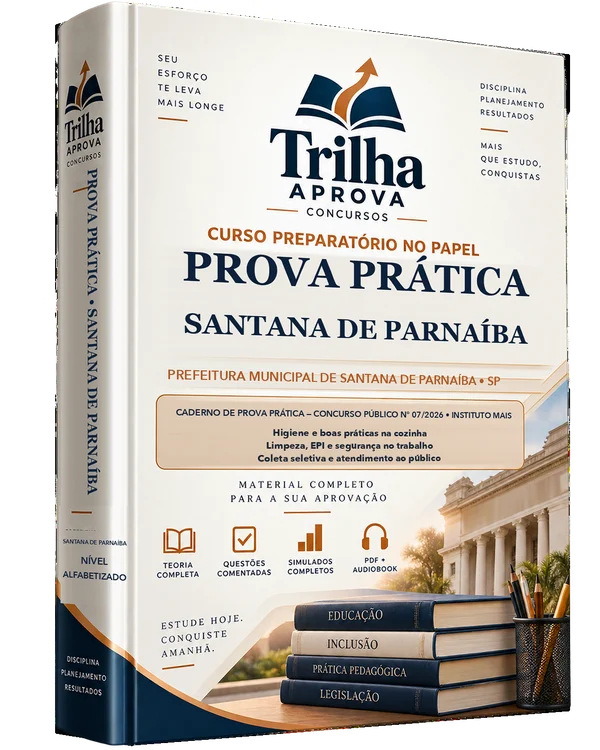 Trilha
APROVA
CONCURSOS
PROVA PRÁTICA • SANTANA DE PARNAÍBA
SANTANA DE PARNAÍBA
NÍVEL
ALFABETIZADO
DISCIPLINA
PLANEJAMENTO
RESULTADOS
SEU
ESFORÇO
TE LEVA
MAIS LONGE
DISCIPLINA
PLANEJAMENTO
RESULTADOS
MAIS
QUE ESTUDO,
CONQUISTAS
Trilha
APROVA
CONCURSOS
CURSO PREPARATÓRIO NO PAPEL
PROVA PRÁTICA
SANTANA DE PARNAÍBA
PREFEITURA MUNICIPAL DE SANTANA DE PARNAÍBA • SP
CADERNO DE PROVA PRÁTICA – CONCURSO PÚBLICO Nº 07/2026 • INSTITUTO MAIS
Higiene e boas práticas na cozinha
Limpeza, EPI e segurança no trabalho
Coleta seletiva e atendimento ao público
MATERIAL COMPLETO
PARA A SUA APROVAÇÃO
TEORIA
COMPLETA
QUESTÕES
COMENTADAS
SIMULADOS
COMPLETOS
PDF +
AUDIOBOOK
ESTUDE HOJE.
CONQUISTE
AMANHÃ.
EDUCAÇÃO
INCLUSÃO
PRÁTICA PEDAGÓGICA
LEGISLAÇÃO